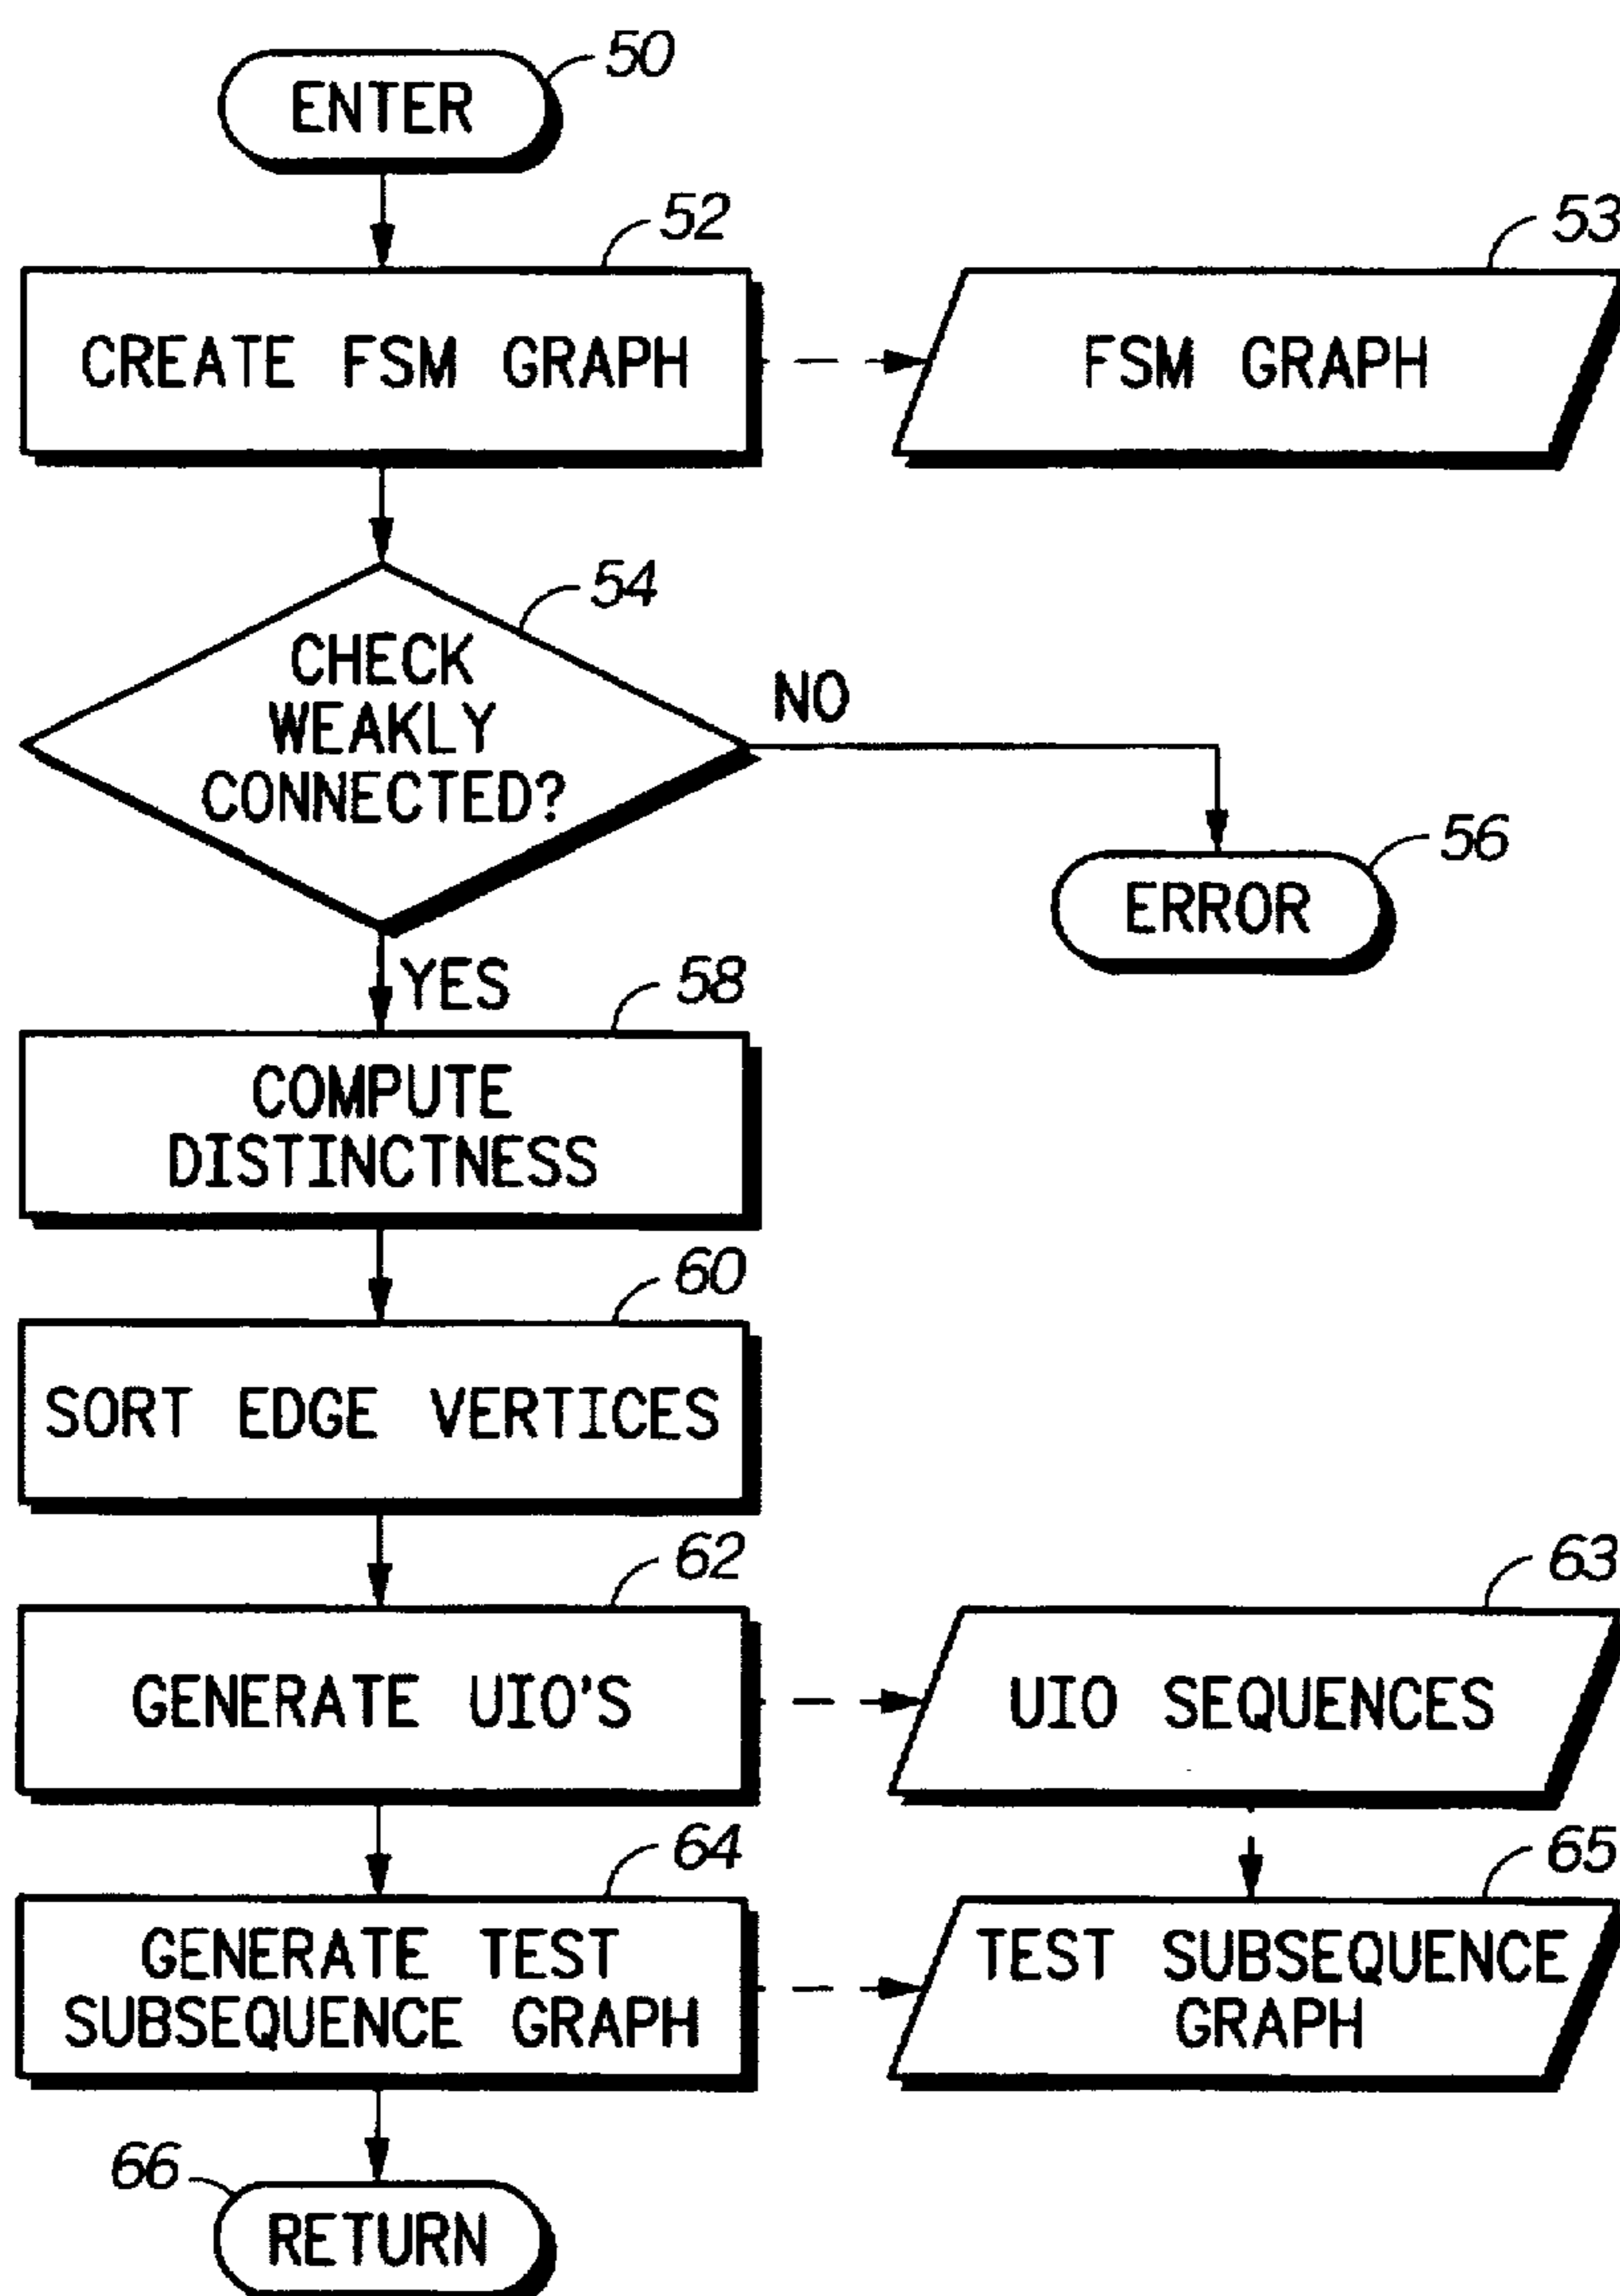 50
ENTER
52
53
CREATE FSM GRAPH
FSM GRAPH
54
CHECK
WEAKLY
CONNECTED?
NO
56
ERROR
YES
58
COMPUTE
DISTINCTNESS
60
SORT EDGE VERTICES
62
63
GENERATE UIO'S
UIO SEQUENCES
64
65
GENERATE TEST
SUBSEQUENCE GRAPH
TEST SUBSEQUENCE
GRAPH
66
RETURN